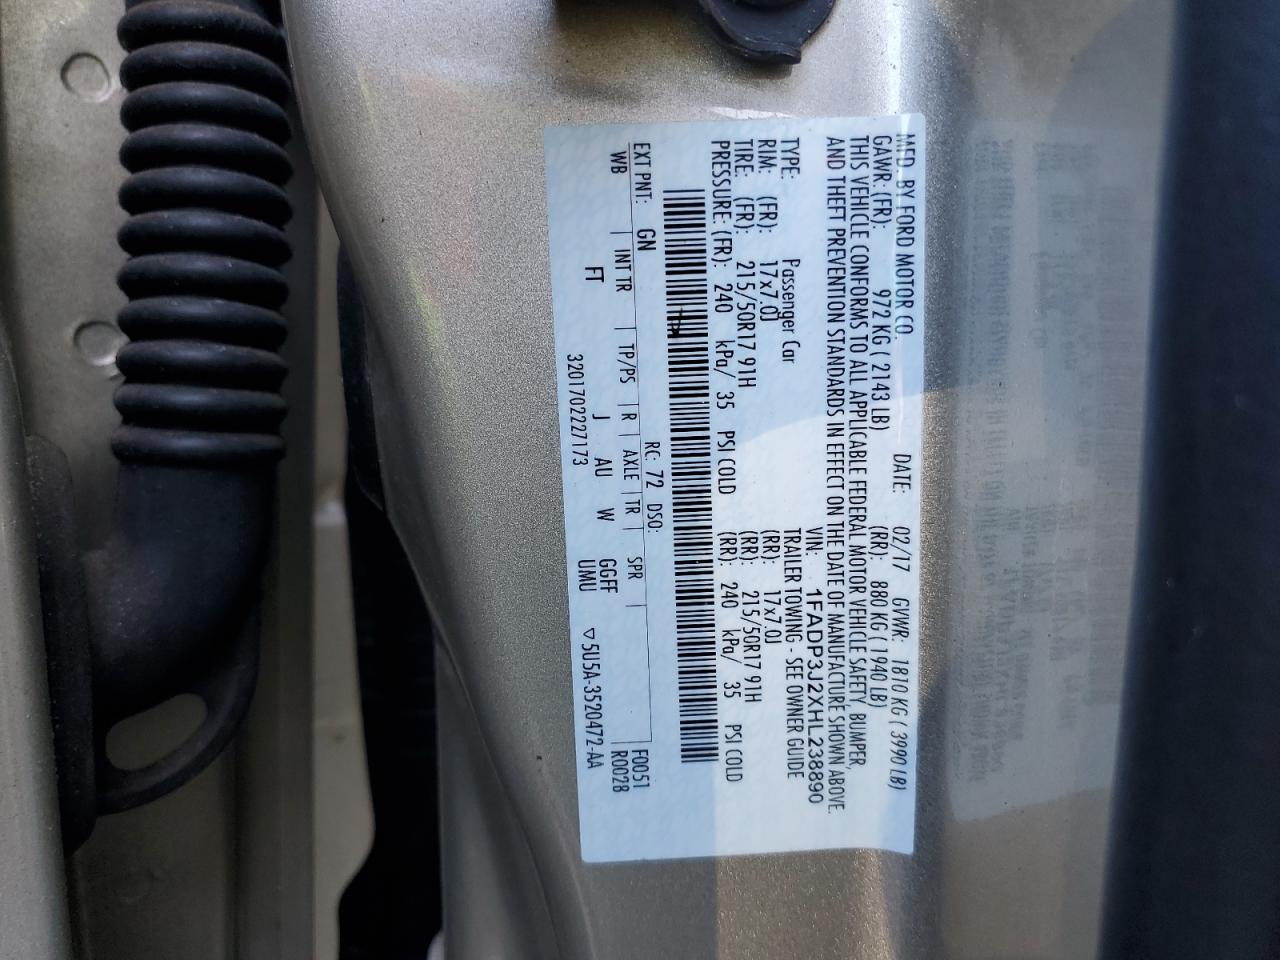 MFD. BY FORD MOTOR CO.
DATE: 02/17 GVWR: 1810 KG ( 3990 LB)
GAWR: (FR): 972 KG ( 2143 LB) (RR): 880 KG ( 1940 LB)
THIS VEHICLE CONFORMS TO ALL APPLICABLE FEDERAL MOTOR VEHICLE SAFETY, BUMPER,
AND THEFT PREVENTION STANDARDS IN EFFECT ON THE DATE OF MANUFACTURE SHOWN ABOVE.
VIN: 1FADP3J2XHL238890
TYPE: Passenger Car TRAILER TOWING - SEE OWNER GUIDE
RIM: (FR): 17x7.0J (RR): 17x7.0J
TIRE: (FR): 215/50R17 91H (RR): 215/50R17 91H
PRESSURE: (FR): 240 kPa/ 35 PSI COLD (RR): 240 kPa/ 35 PSI COLD
RC: 72 DSO: F0051
EXT PNT: GN R0028
WB INT TR TP/PS R AXLE TR SPR
FT J AU W GGFF
3201702227173 UMU ▽5U5A-3520472-AA